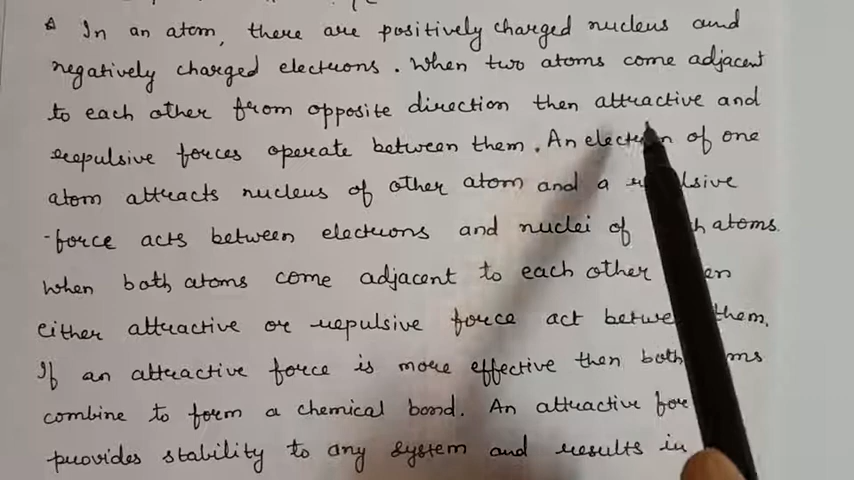 In an atom, there are positively charged nucleus and
negatively charged electrons. When two atoms come adjacent
to each other from opposite direction then attractive and
repulsive forces operate between them. An of one
atom attracts nucleus of other atom and a
force acts between electrons and nuclei of atoms.
When both atoms come adjacent to each other
either attractive or repulsive force act them.
If an attractive force is more effective then both
combine to form a chemical bond. An attractive
provides stability to any system and results in